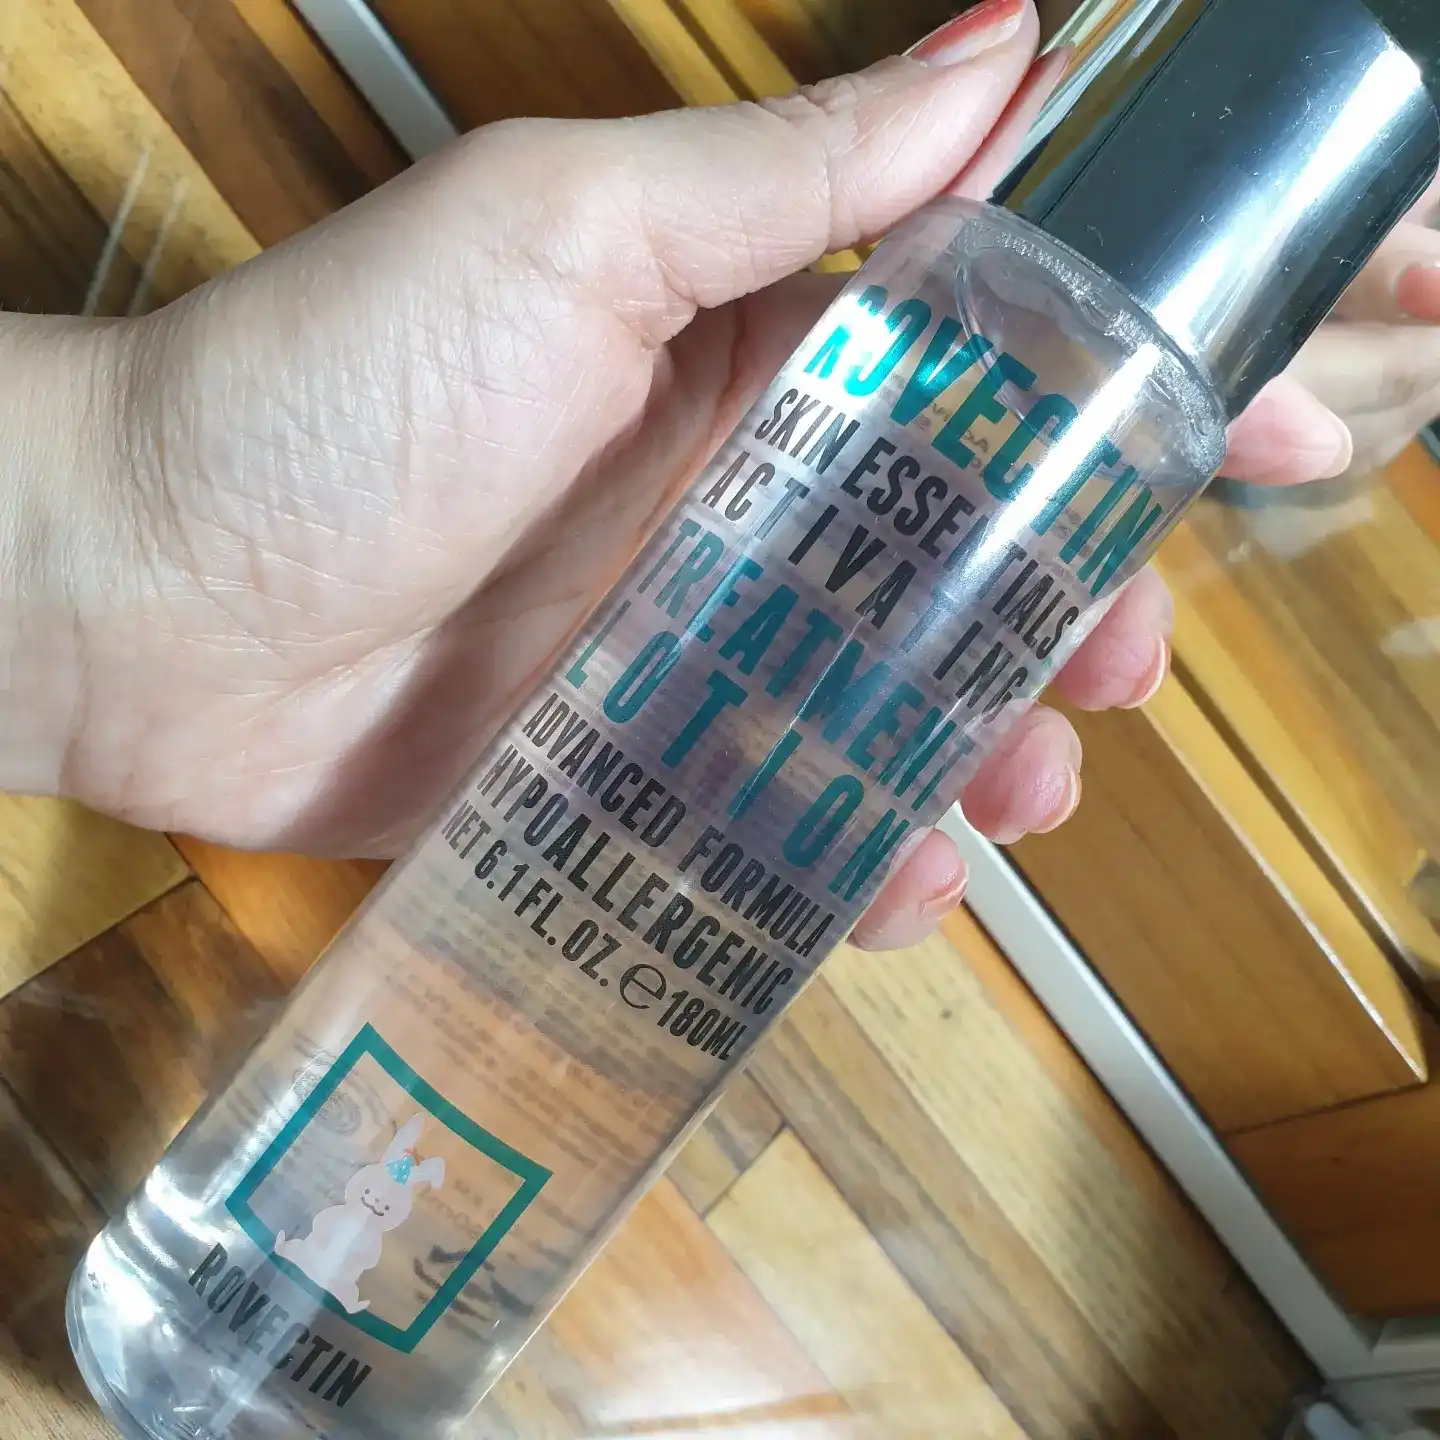 ROVECTIN
SKIN ESSENTIALS
ACTIVATING
TREATMENT
LOTION
ADVANCED FORMULA
HYPOALLERGENIC
NET 6.1 FL. OZ. ℮ 180ML
ROVECTIN